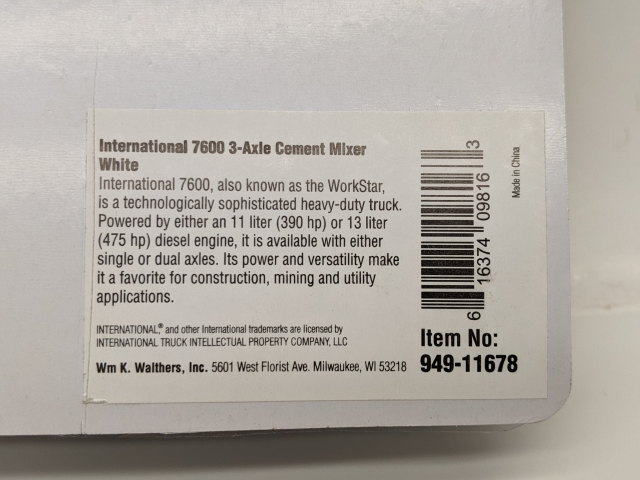 International 7600 3-Axle Cement Mixer
White
International 7600, also known as the WorkStar,
is a technologically sophisticated heavy-duty truck.
Powered by either an 11 liter (390 hp) or 13 liter
(475 hp) diesel engine, it is available with either
single or dual axles. Its power and versatility make
it a favorite for construction, mining and utility
applications.
INTERNATIONAL,® and other International trademarks are licensed by
INTERNATIONAL TRUCK INTELLECTUAL PROPERTY COMPANY, LLC
Wm K. Walthers, Inc. 5601 West Florist Ave. Milwaukee, WI 53218
6 16374 09816 3
Made in China
Item No:
949-11678